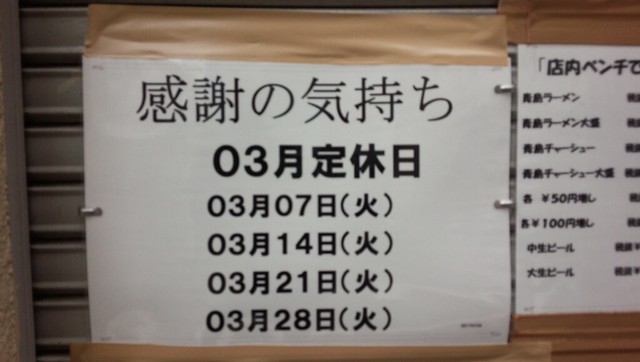 感謝の気持ち
03月定休日
03月07日(火)
03月14日(火)
03月21日(火)
03月28日(火)
「店内ベンチで
青島ラーメン
青島ラーメン大盛
青島チャーシュー
青島チャーシュー大盛
各 ¥50円増し
各¥100円増し
中生ビール
大生ビール